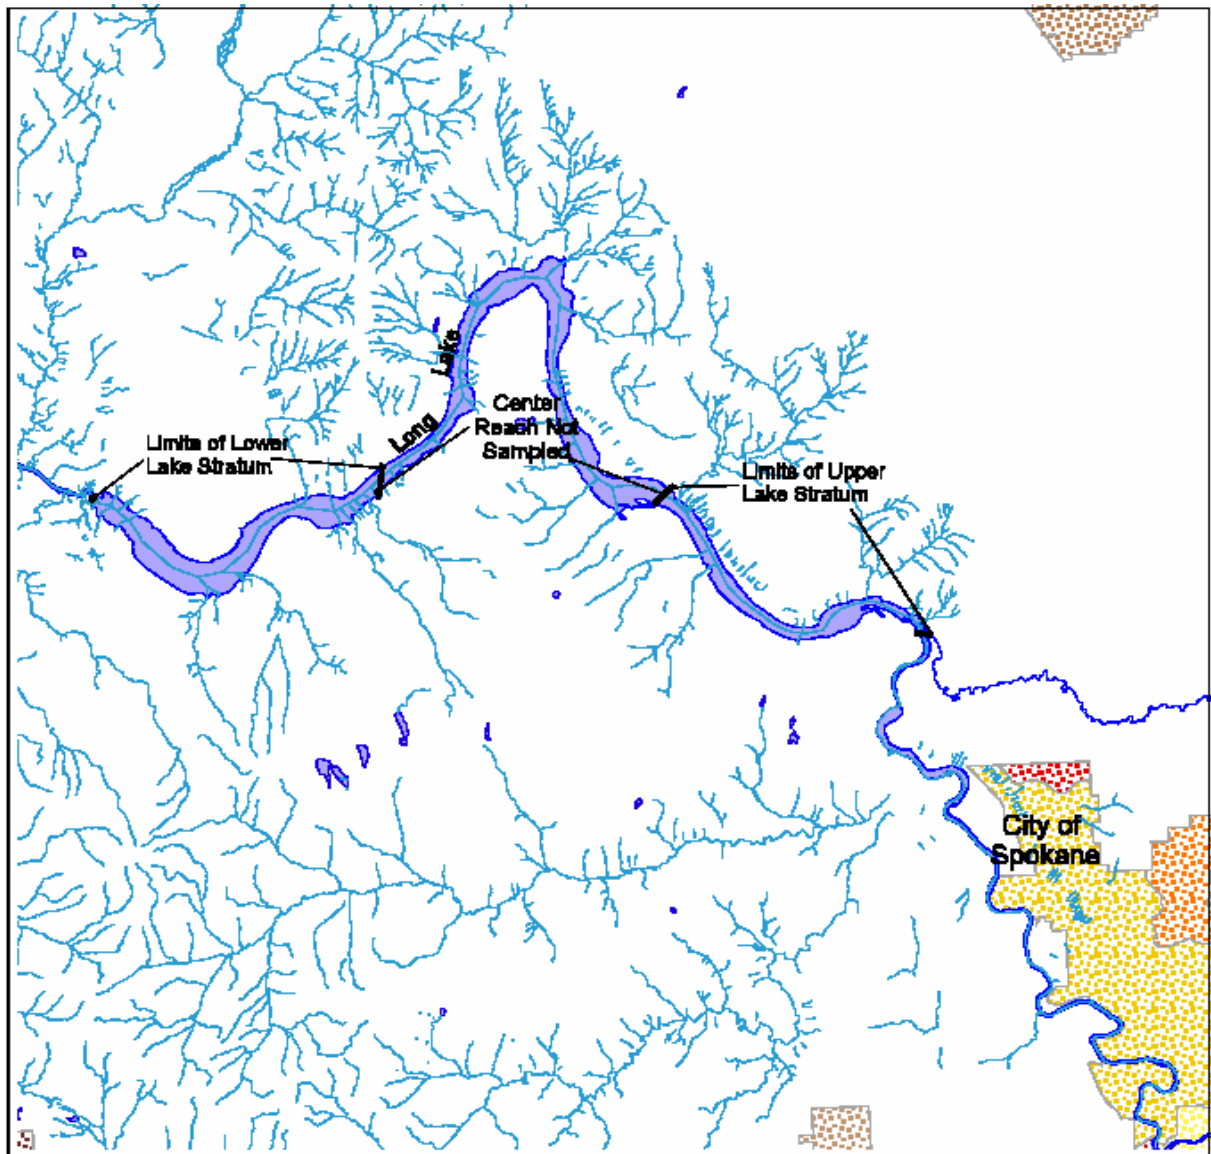 Lake
Long
Center
Reach Not
Sampled
Limits of Lower
Lake Stratum
Limits of Upper
Lake Stratum
City of
Spokane